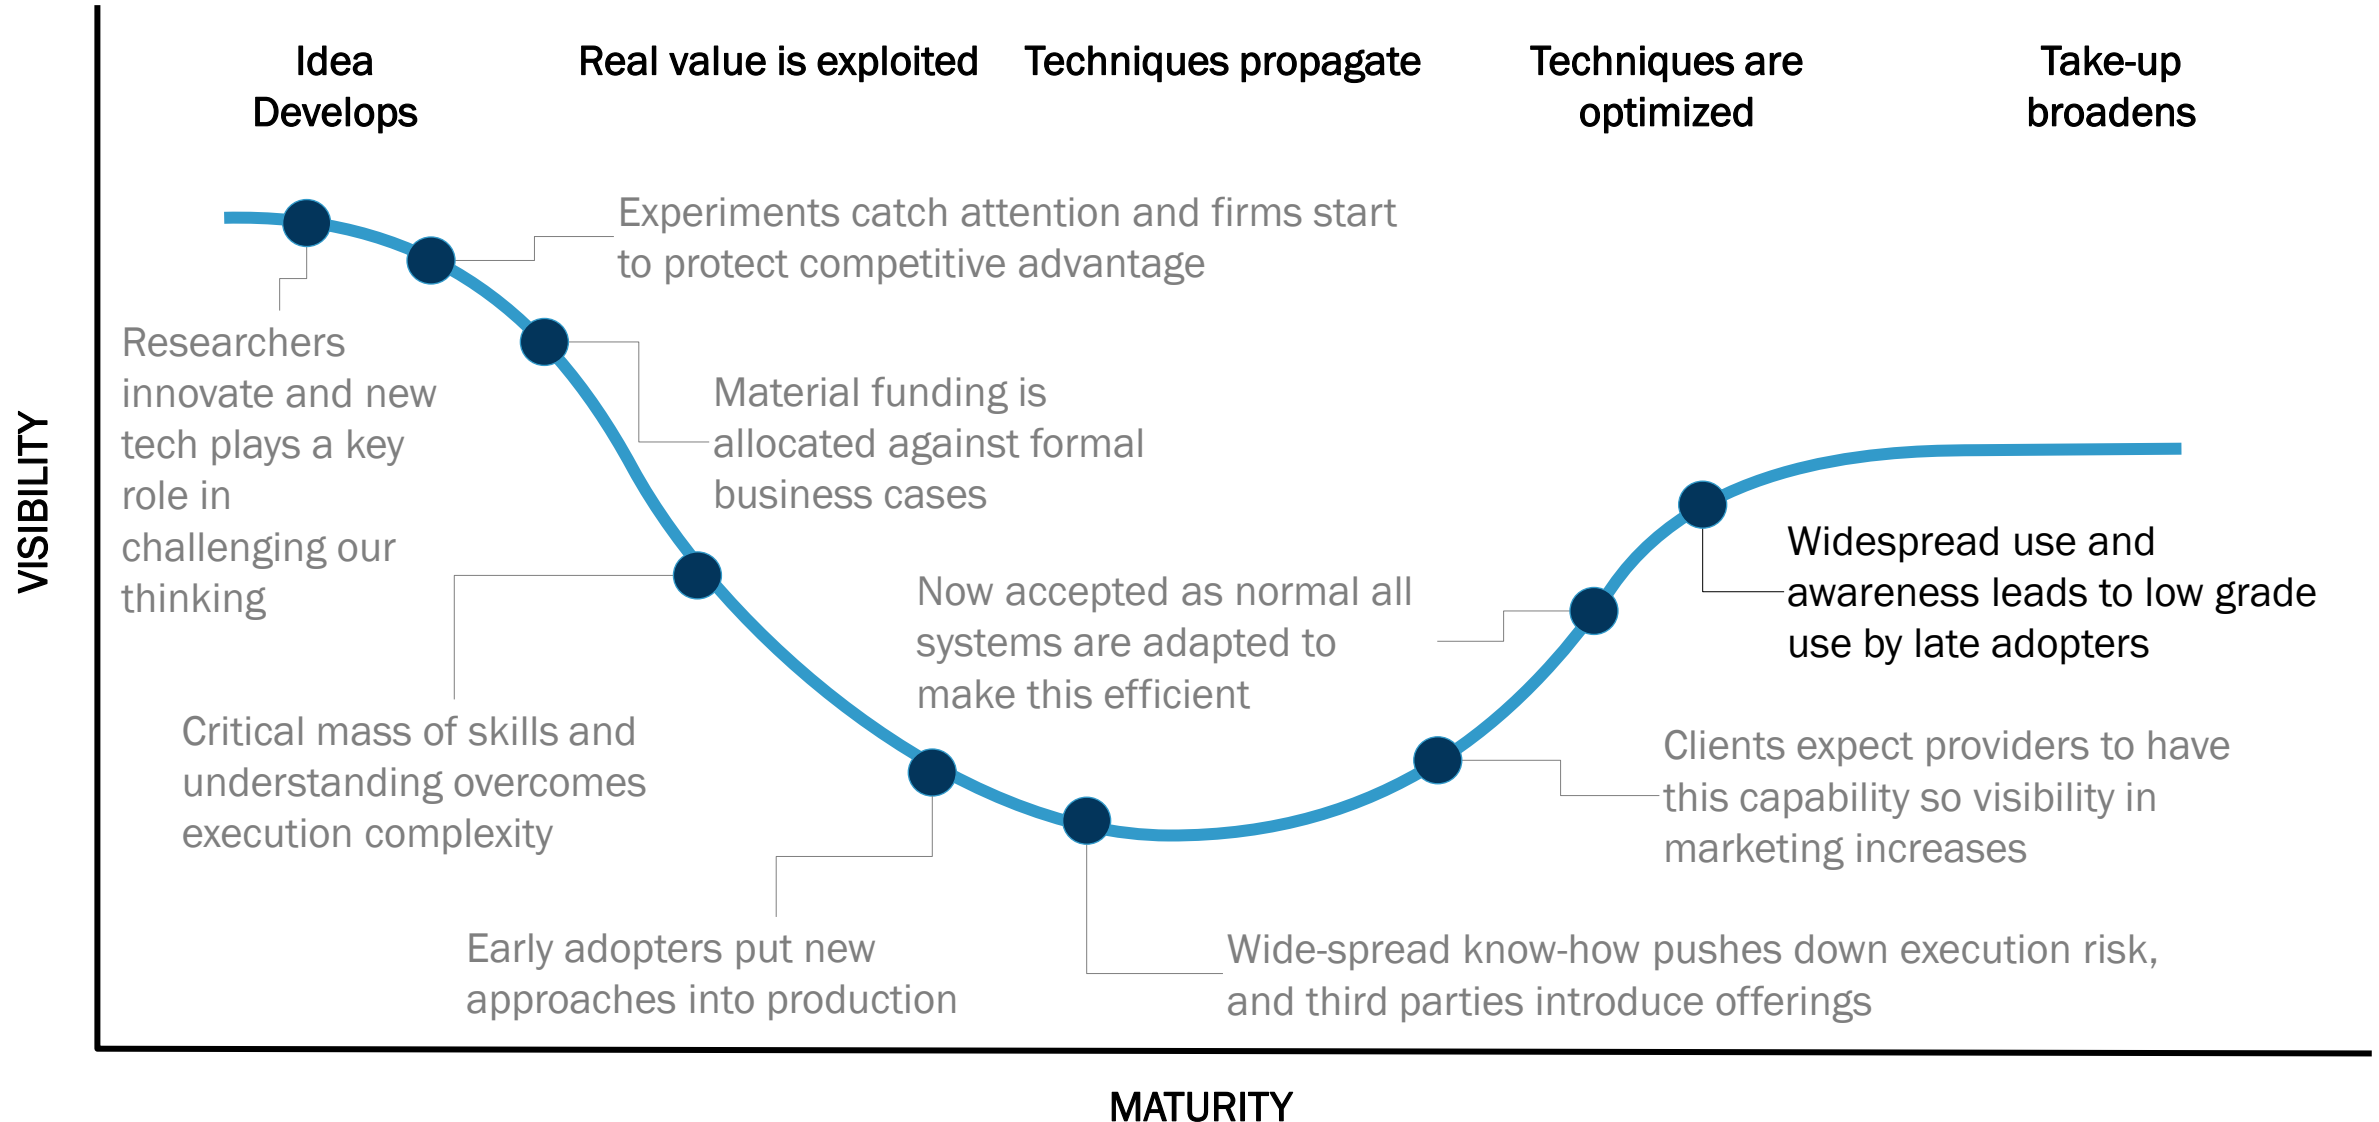 Idea
Develops
Real value is exploited
Techniques propagate
Techniques are
optimized
Take-up
broadens
Experiments catch attention and firms start
to protect competitive advantage
Researchers
innovate and new
tech plays a key
role in
challenging our
thinking
Material funding is
allocated against formal
business cases
VISIBILITY
Widespread use and
awareness leads to low grade
use by late adopters
Now accepted as normal all
systems are adapted to
make this efficient
Critical mass of skills and
understanding overcomes
execution complexity
Clients expect providers to have
this capability so visibility in
marketing increases
Early adopters put new
approaches into production
Wide-spread know-how pushes down execution risk,
and third parties introduce offerings
MATURITY